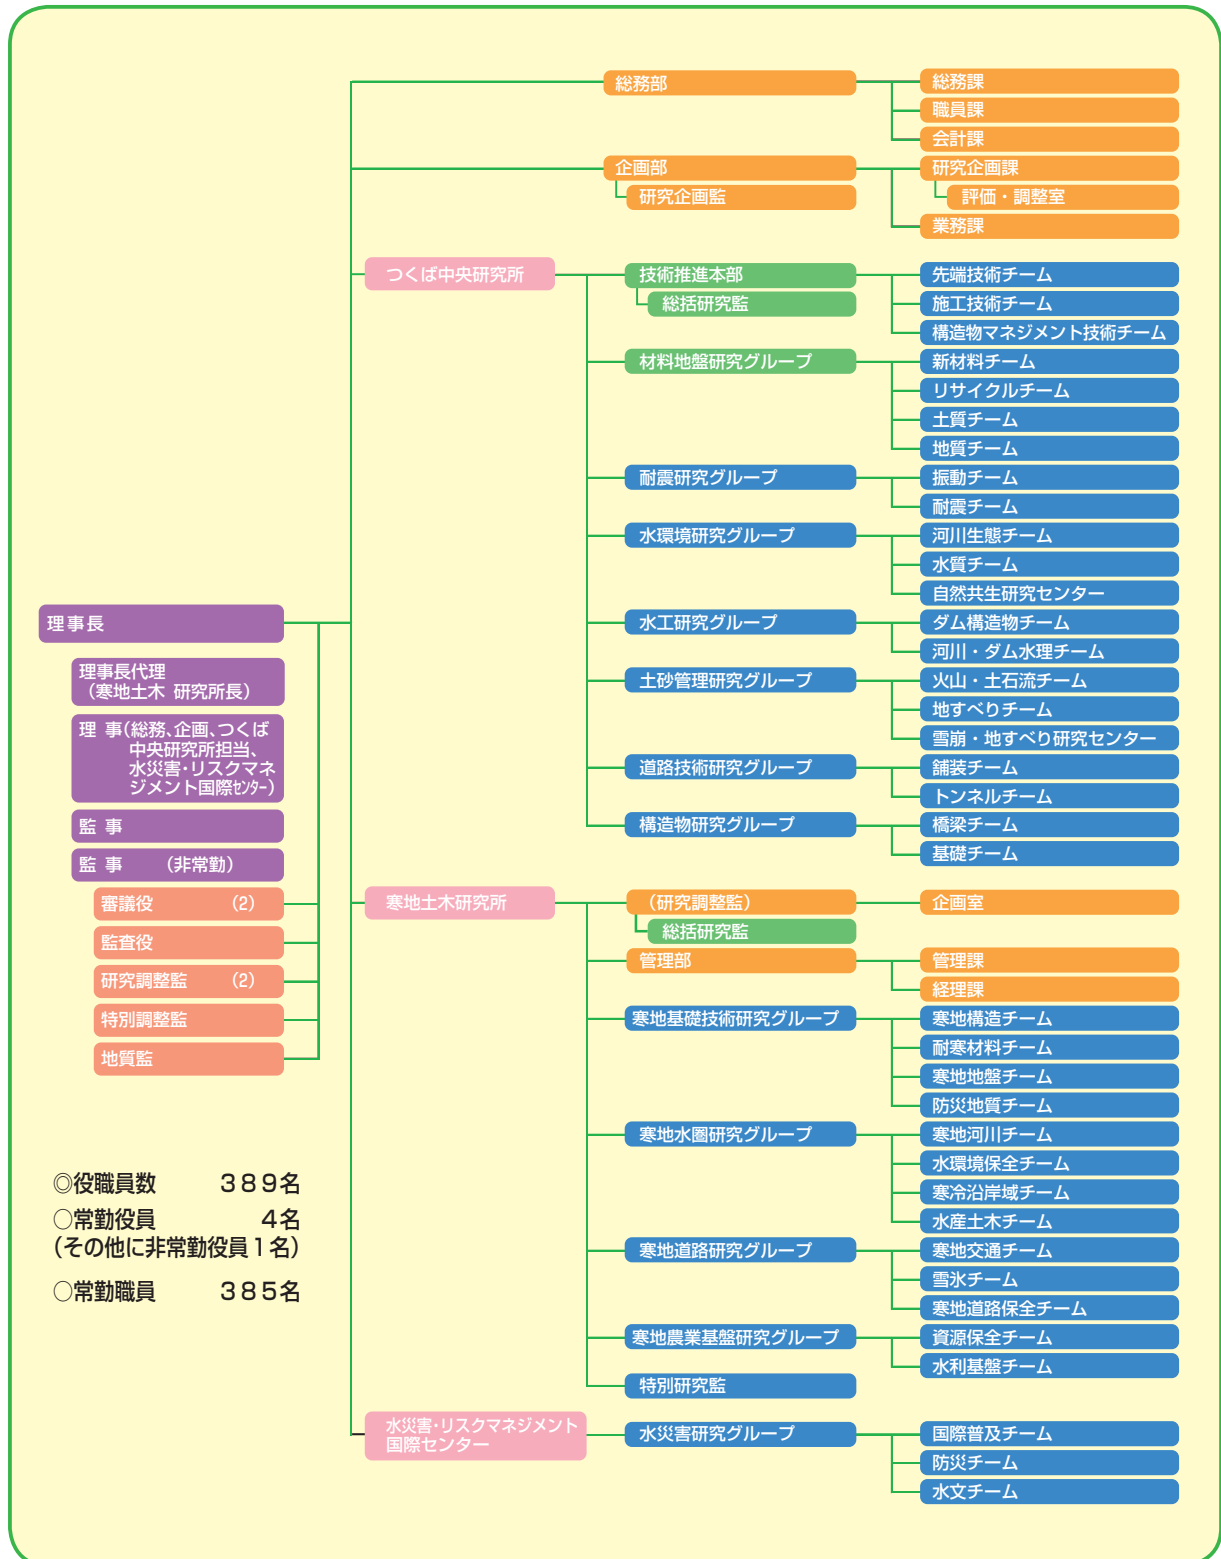 総務部
総務課
職員課
会計課
企画部
研究企画監
研究企画課
評価・調整室
業務課
つくば中央研究所
技術推進本部
総括研究監
先端技術チーム
施工技術チーム
構造物マネジメント技術チーム
材料地盤研究グループ
新材料チーム
リサイクルチーム
土質チーム
地質チーム
耐震研究グループ
振動チーム
耐震チーム
水環境研究グループ
河川生態チーム
水質チーム
自然共生研究センター
水工研究グループ
ダム構造物チーム
河川・ダム水理チーム
土砂管理研究グループ
火山・土石流チーム
地すべりチーム
雪崩・地すべり研究センター
道路技術研究グループ
舗装チーム
トンネルチーム
構造物研究グループ
橋梁チーム
基礎チーム
理事長
理事長代理
（寒地土木 研究所長）
理 事（総務、企画、つくば
中央研究所担当、
水災害・リスクマネ
ジメント国際ｾﾝﾀｰ）
監 事
監 事 （非常勤）
審議役 （2）
監査役
研究調整監 （2）
特別調整監
地質監
寒地土木研究所
（研究調整監）
総括研究監
企画室
管理部
管理課
経理課
寒地基礎技術研究グループ
寒地構造チーム
耐寒材料チーム
寒地地盤チーム
防災地質チーム
寒地水圏研究グループ
寒地河川チーム
水環境保全チーム
寒冷沿岸域チーム
水産土木チーム
寒地道路研究グループ
寒地交通チーム
雪氷チーム
寒地道路保全チーム
寒地農業基盤研究グループ
資源保全チーム
水利基盤チーム
特別研究監
水災害・リスクマネジメント
国際センター
水災害研究グループ
国際普及チーム
防災チーム
水文チーム
◎役職員数 ３８９名
○常勤役員 ４名
（その他に非常勤役員１名）
○常勤職員 ３８５名